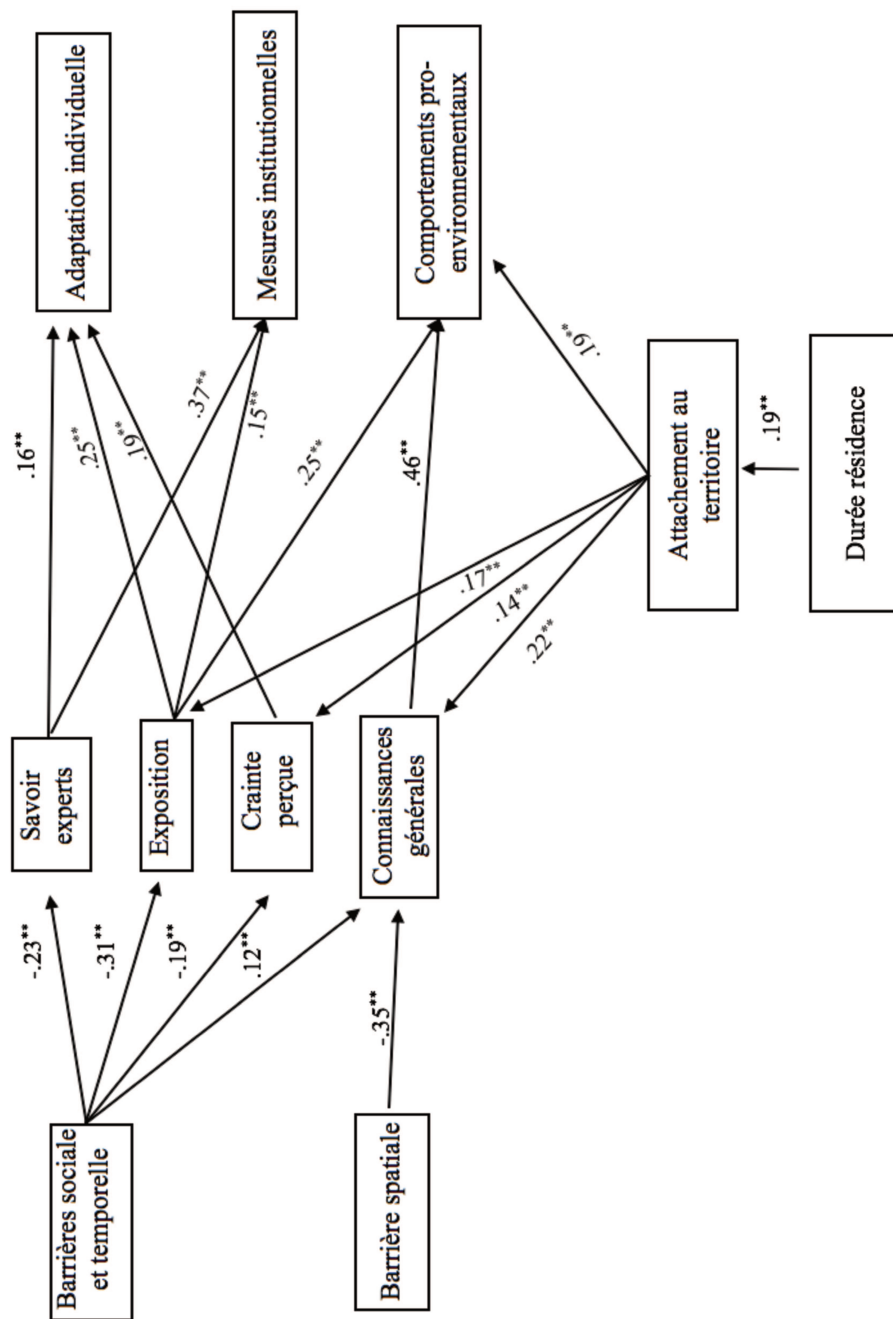 Barrières sociale
et temporelle
Barrière spatiale
-.23**
-.31**
-.19**
.12**
-.35**
Savoir
experts
Exposition
Crainte
perçue
Connaissances
générales
.16**
.25**
.19**
.37**
.15**
.25**
.46**
.17**
.14**
.22**
.19**
Adaptation individuelle
Mesures institutionnelles
Comportements pro-
environnementaux
Attachement au
territoire
.19**
Durée résidence